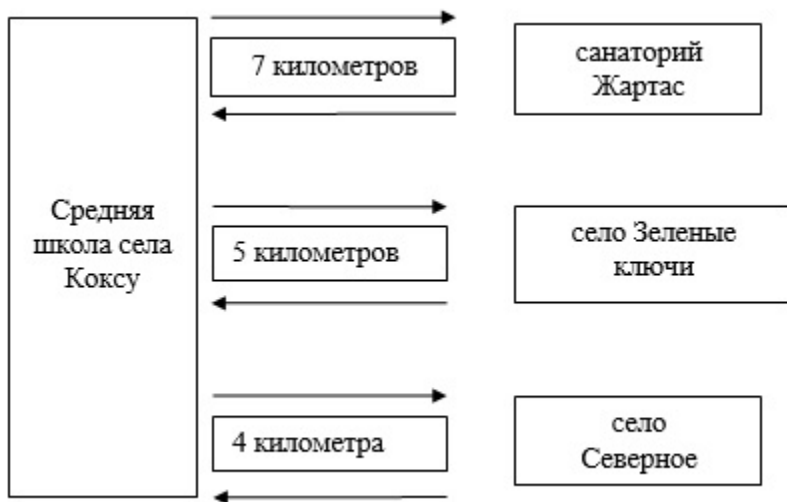 Средняя
школа села
Коксу
7 километров
санаторий
Жартас
5 километров
село Зеленые
ключи
4 километра
село
Северное